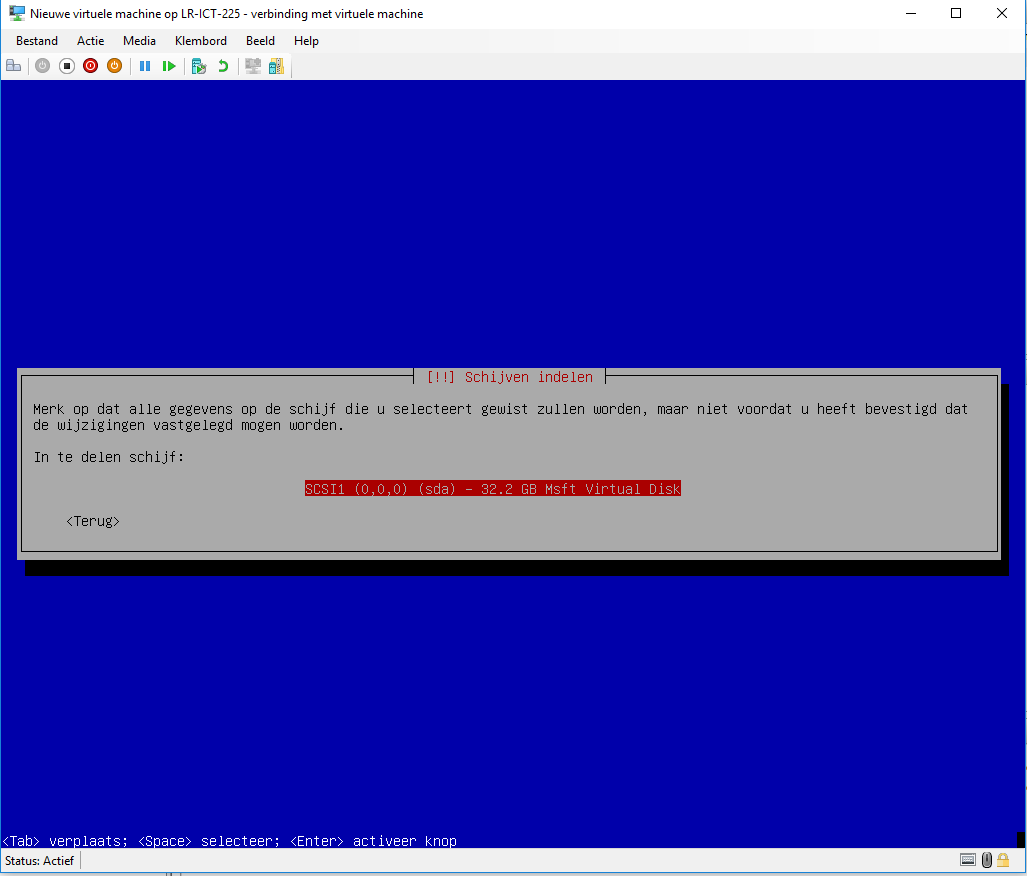 Nieuwe virtuele machine op LR-ICT-225 - verbinding met virtuele machine
Bestand Actie Media Klembord Beeld Help
[!!] Schijven indelen
Merk op dat alle gegevens op de schijf die u selecteert gewist zullen worden, maar niet voordat u heeft bevestigd dat
de wijzigingen vastgelegd mogen worden.
In te delen schijf:
SCSI1 (0,0,0) (sda) - 32.2 GB Msft Virtual Disk
<Terug>
<Tab> verplaats; <Space> selecteer; <Enter> activeer knop
Status: Actief